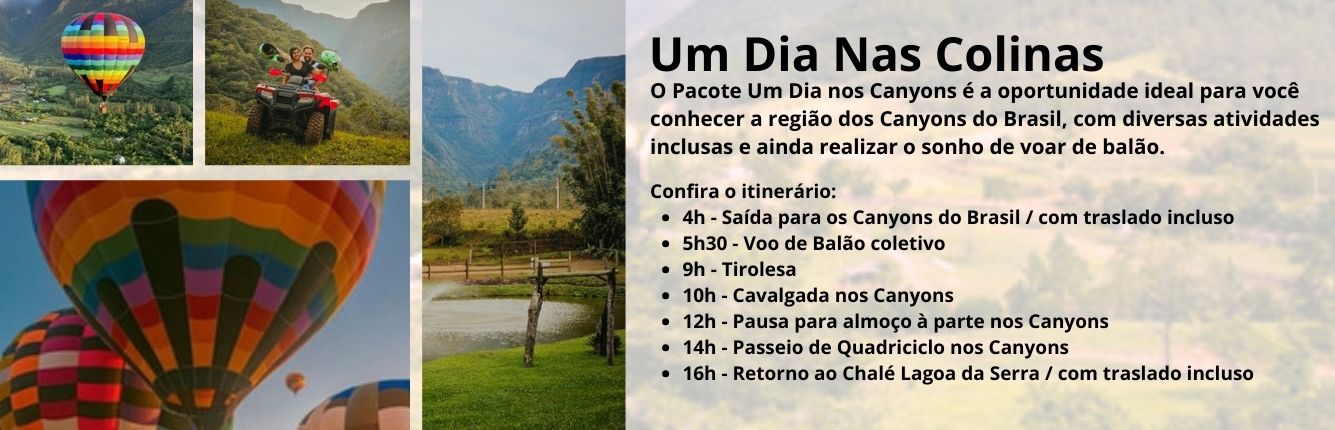 Um Dia Nas Colinas
O Pacote Um Dia nos Canyons é a oportunidade ideal para você
conhecer a região dos Canyons do Brasil, com diversas atividades
inclusas e ainda realizar o sonho de voar de balão.
Confira o itinerário:
• 4h - Saída para os Canyons do Brasil / com traslado incluso
• 5h30 - Voo de Balão coletivo
• 9h - Tirolesa
• 10h - Cavalgada nos Canyons
• 12h - Pausa para almoço à parte nos Canyons
• 14h - Passeio de Quadriciclo nos Canyons
• 16h - Retorno ao Chalé Lagoa da Serra / com traslado incluso